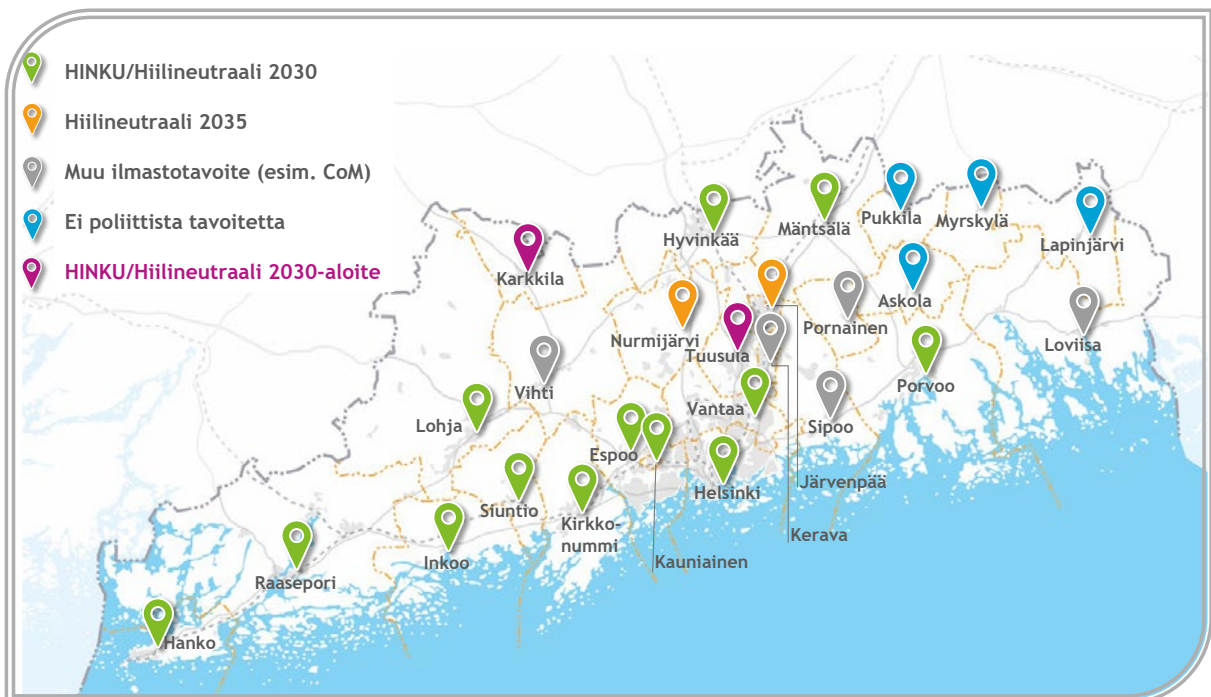 HINKU/Hiilineutraali 2030
Hiilineutraali 2035
Muu ilmastotavoite (esim. CoM)
Ei poliittista tavoitetta
HINKU/Hiilineutraali 2030-aloite
Pukkila
Myrskylä
Mäntsälä
Hyvinkää
Lapinjärvi
Karkkila
Askola
Pornainen
Nurmijärvi
Loviisa
Tuusula
Porvoo
Vihti
Vantaa
Lohja
Sipoo
Espoo
Järvenpää
Helsinki
Siuntio
Kirkko-
nummi
Kerava
Inkoo
Kauniainen
Raasepori
Hanko